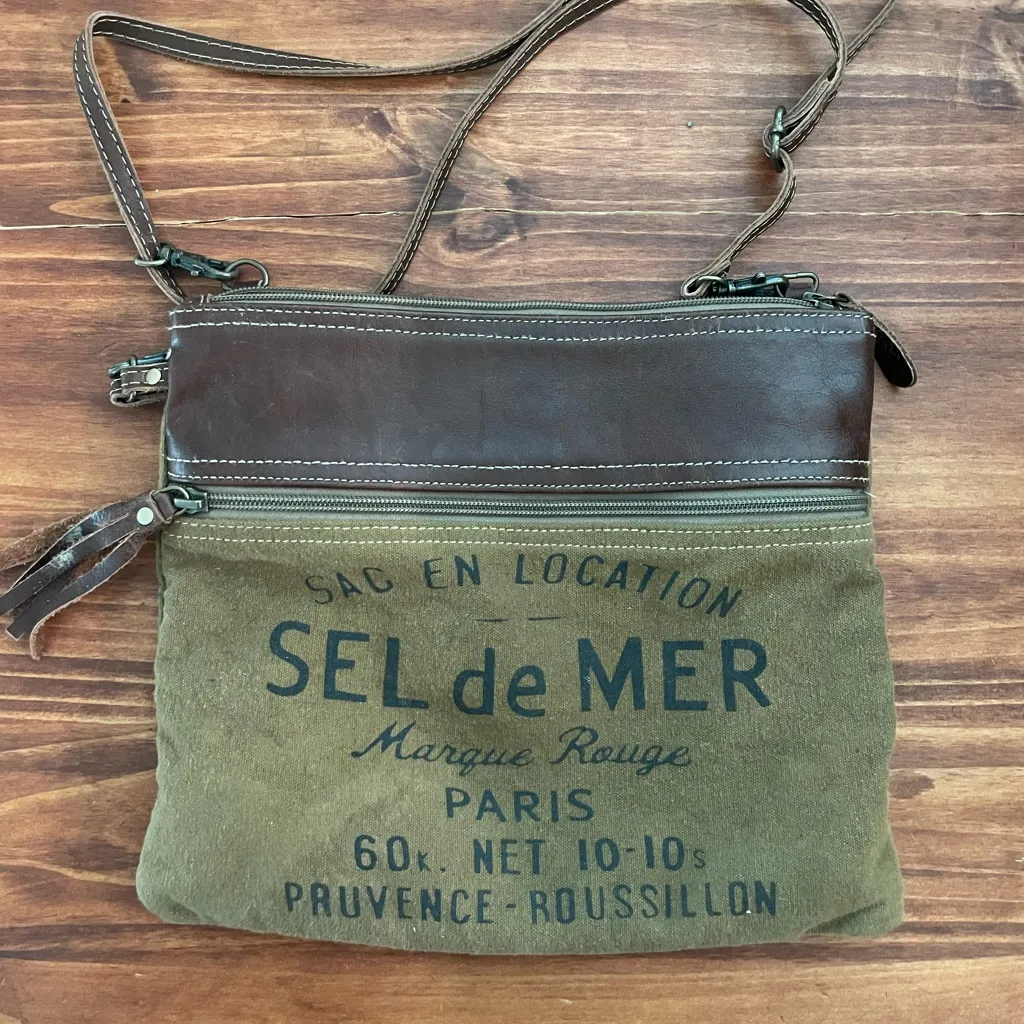 SAC EN LOCATION
SEL de MER
Marque Rouge
PARIS
60K. NET 10-10S
PRUVENCE-ROUSSILLON